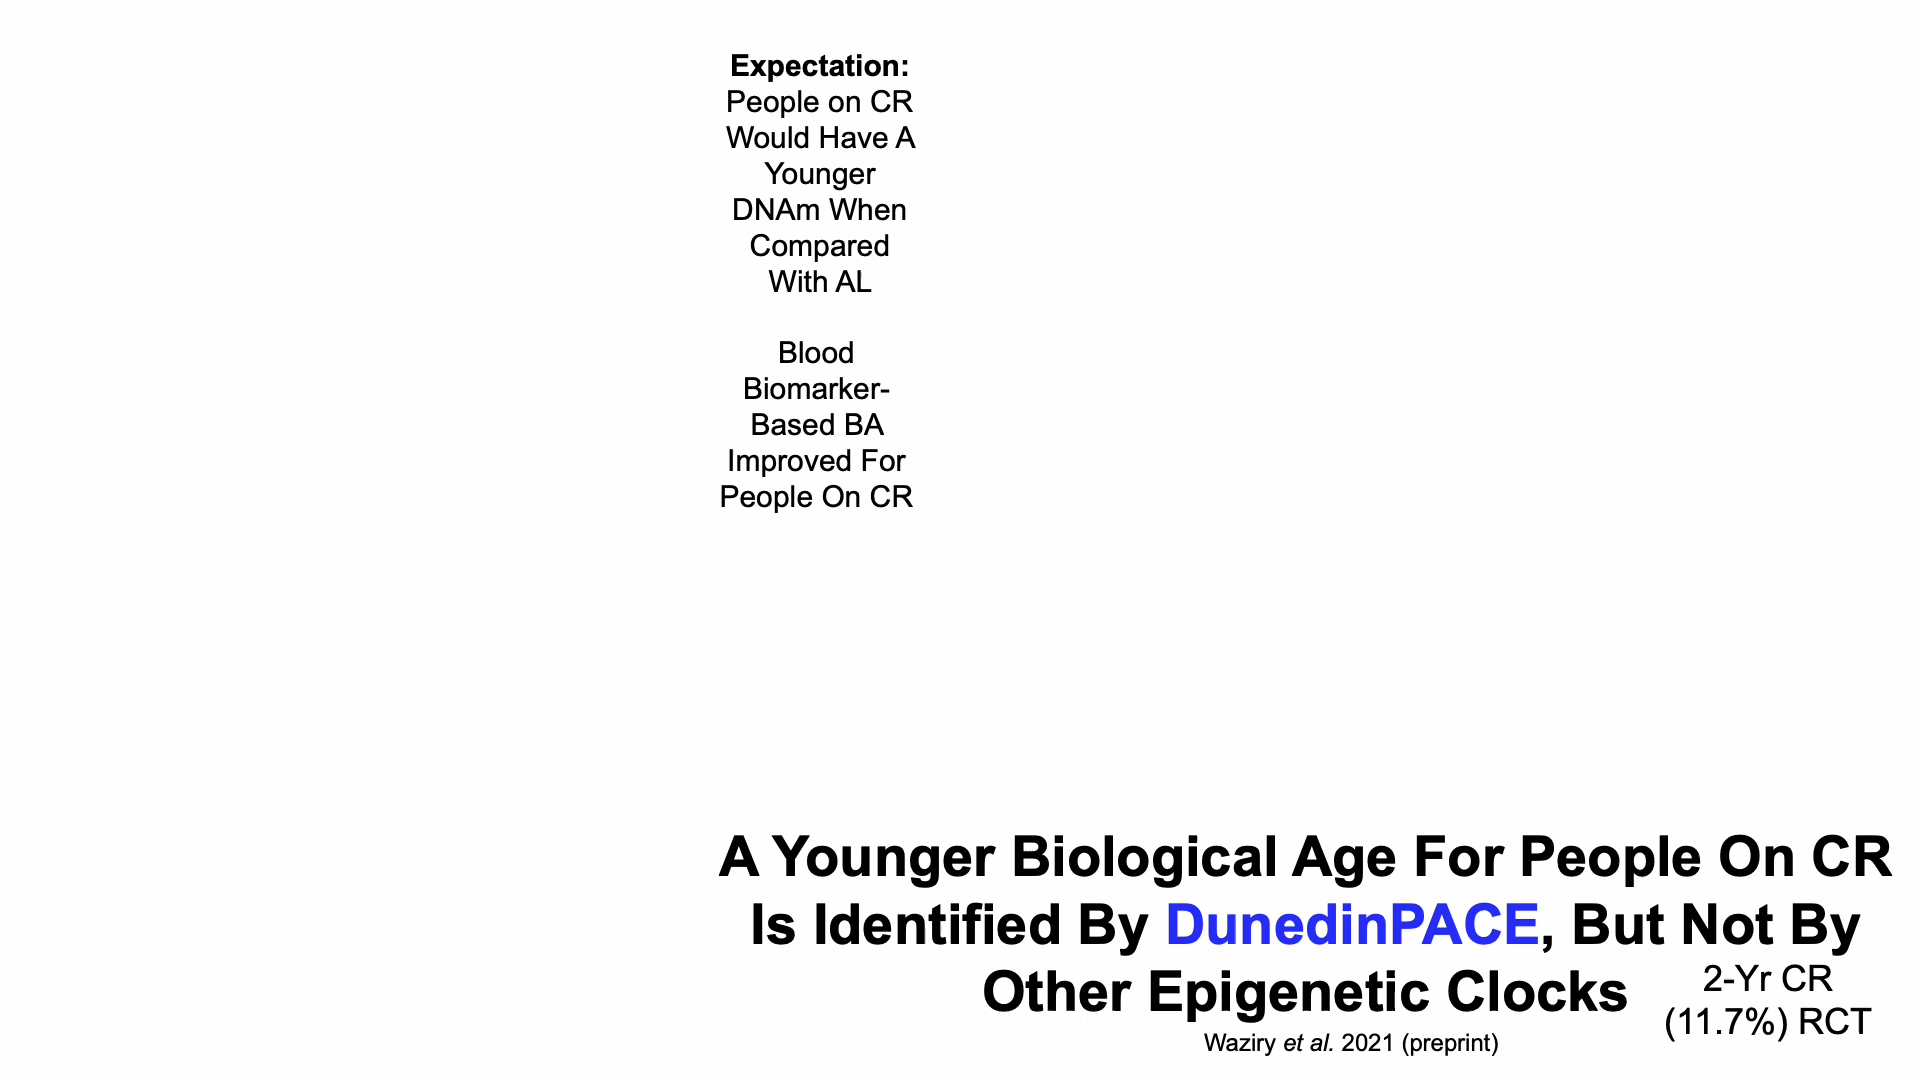 Expectation:
People on CR
Would Have A
Younger
DNAm When
Compared
With AL
Blood
Biomarker-
Based BA
Improved For
People On CR
A Younger Biological Age For People On CR
Is Identified By DunedinPACE, But Not By
Other Epigenetic Clocks
2-Yr CR
(11.7%) RCT
Waziry et al. 2021 (preprint)